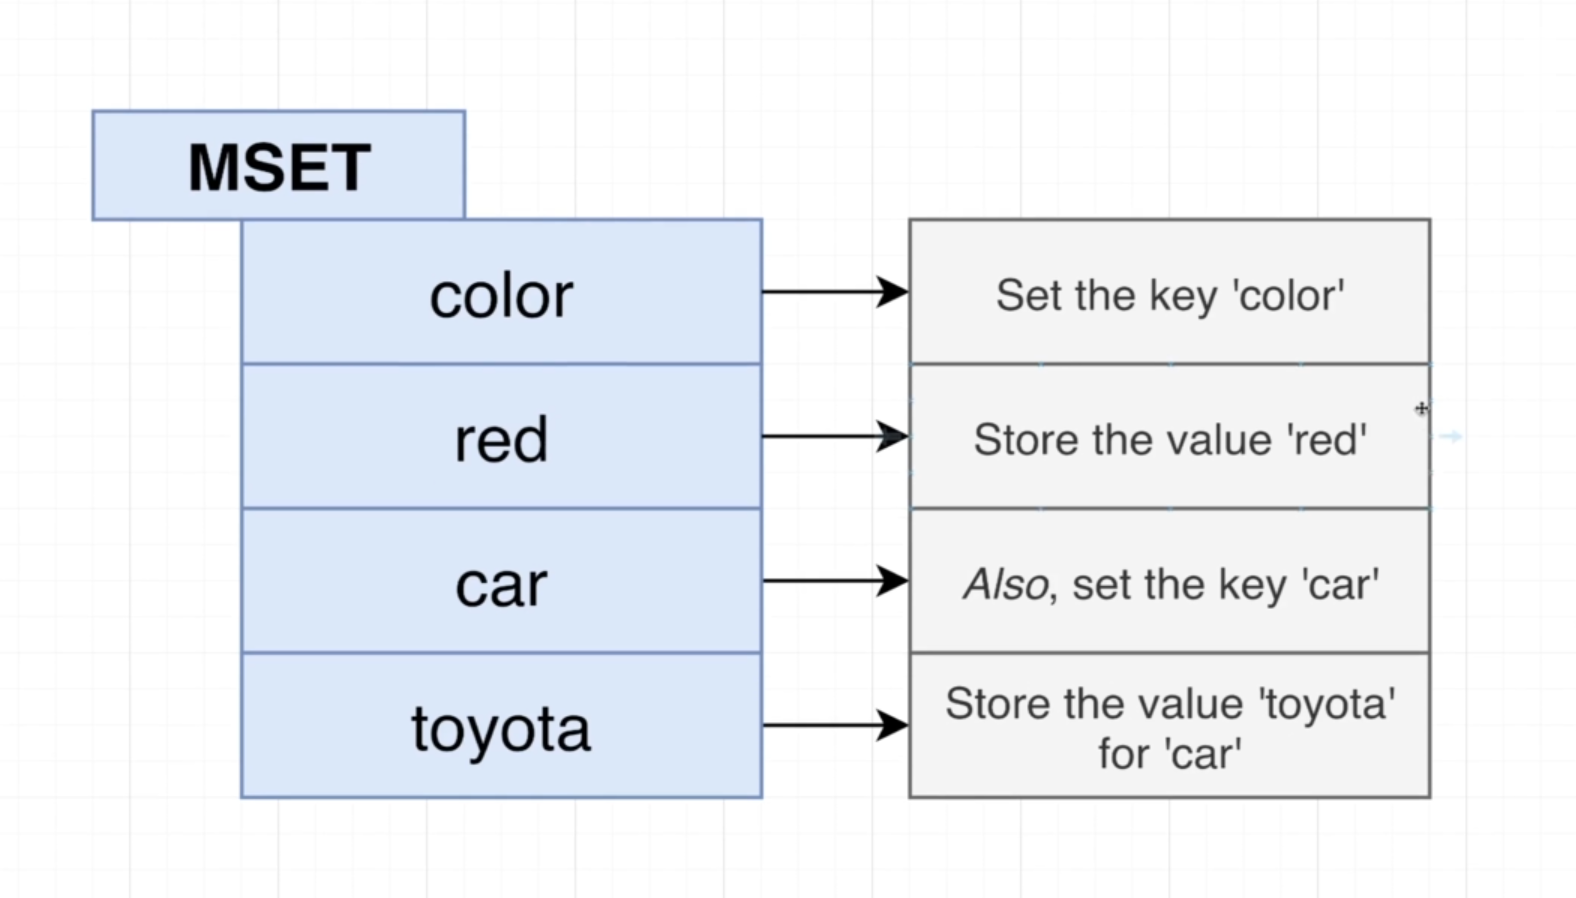 MSET
color
Set the key 'color'
red
Store the value 'red'
car
Also, set the key 'car'
toyota
Store the value 'toyota'
for 'car'